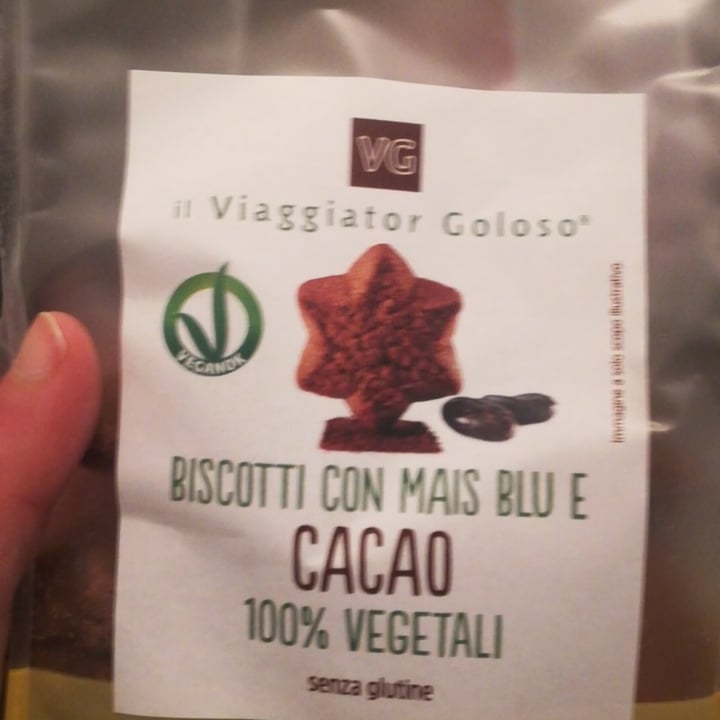 VG
il Viaggiator Goloso®
VEGANOK
immagine a solo scopo illustrativo
BISCOTTI CON MAIS BLU E
CACAO
100% VEGETALI
senza glutine